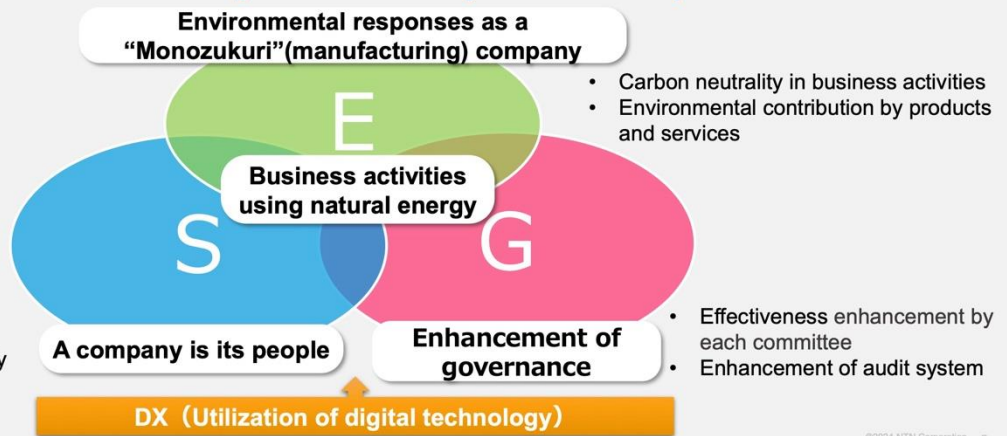 Environmental responses as a
“Monozukuri”(manufacturing) company
E
• Carbon neutrality in business activities
• Environmental contribution by products
and services
Business activities
using natural energy
S
G
• Effectiveness enhancement by
each committee
• Enhancement of audit system
A company is its people
Enhancement of
governance
y
DX（Utilization of digital technology）